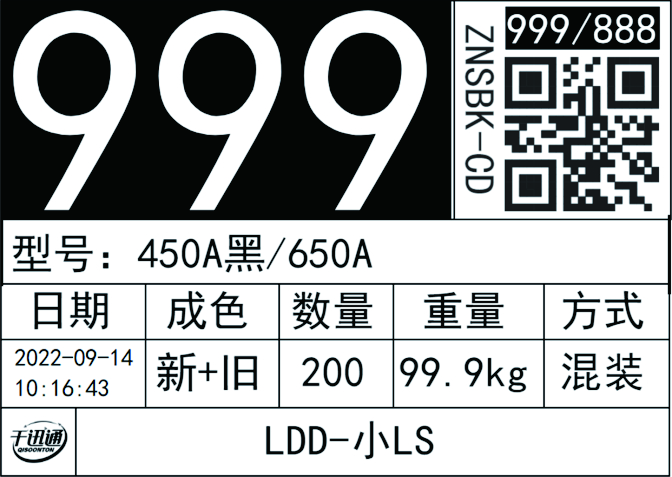 999
999/888
ZNSBK-CD
型号：450A黑/650A
日期 成色 数量 重量 方式
2022-09-14
10:16:43
新+旧 200 99.9kg 混装
千迅通
QISOONTON
LDD-小LS